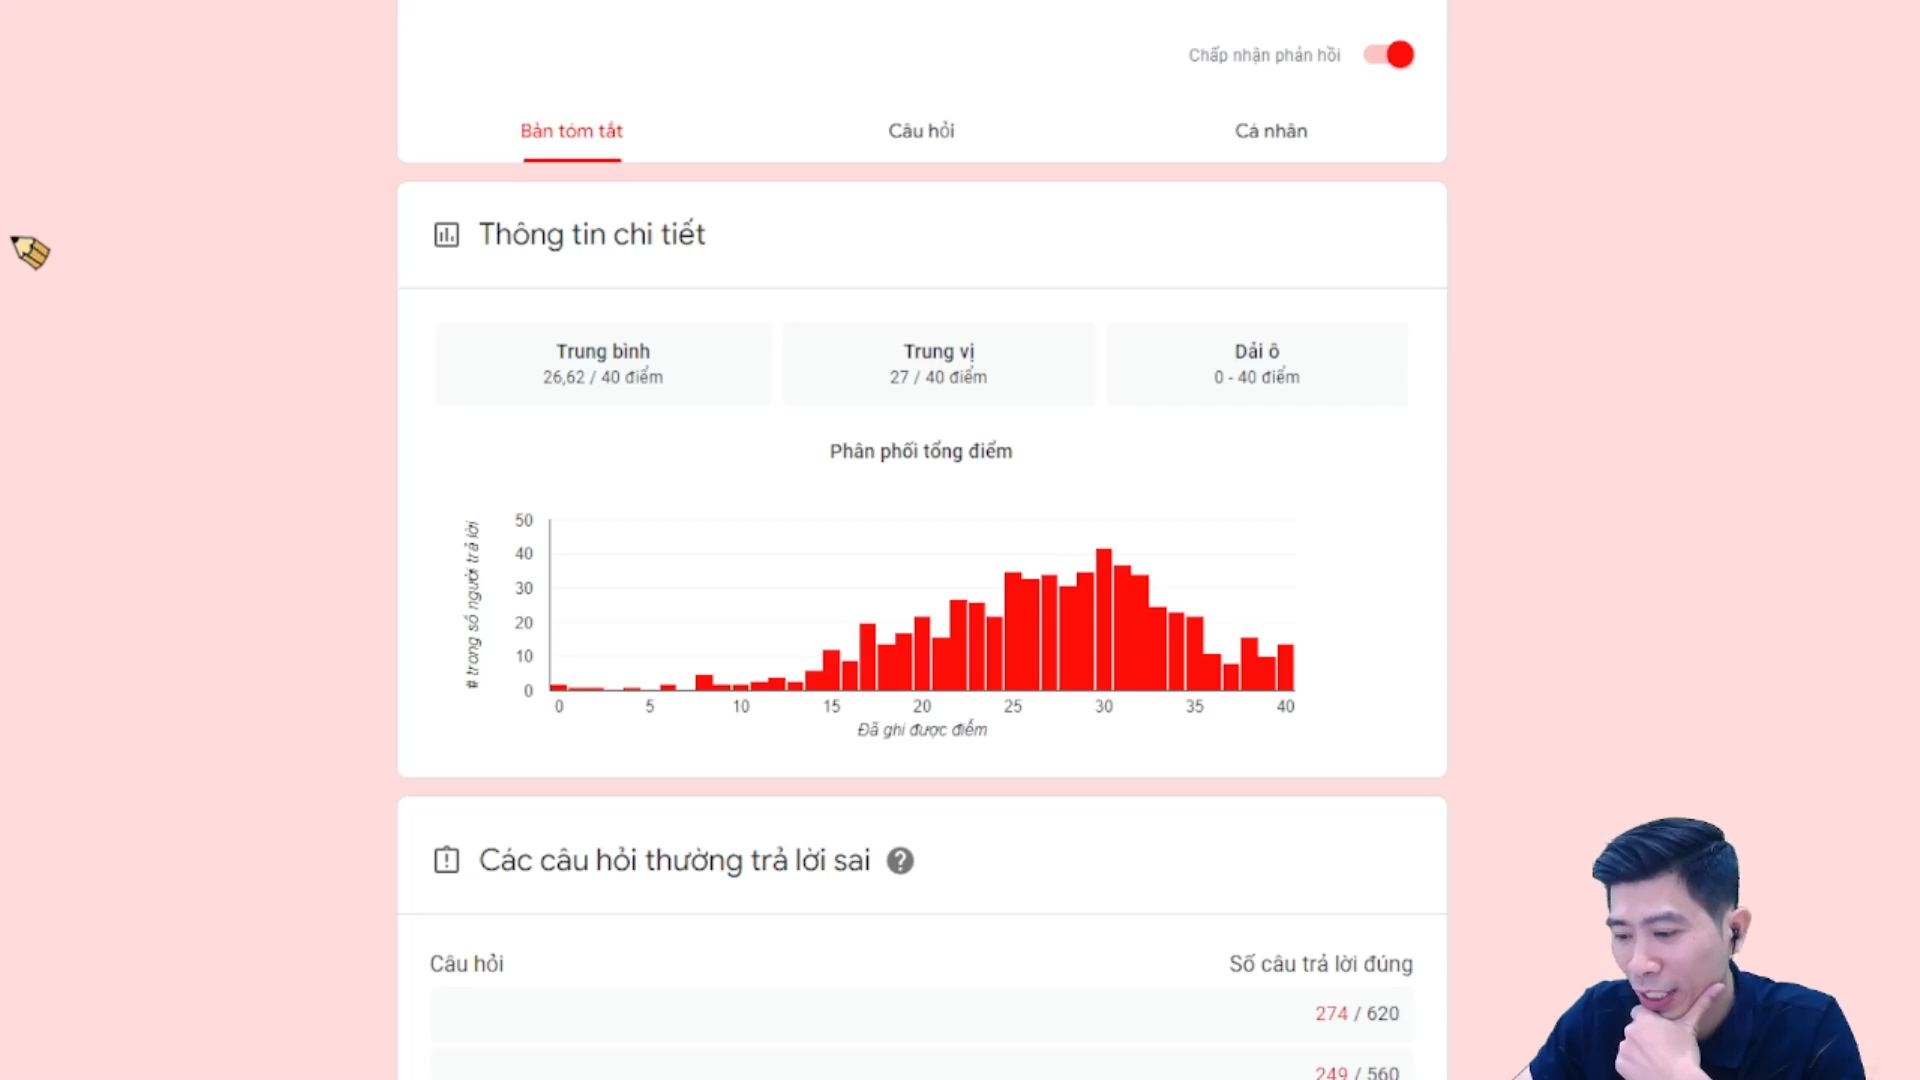 Chấp nhận phản hồi
Bản tóm tắt
Câu hỏi
Cá nhân
Thông tin chi tiết
Trung bình
26,62 / 40 điểm
Trung vị
27 / 40 điểm
Dải ô
0 - 40 điểm
Phân phối tổng điểm
# trong số người trả lời
50
40
30
20
10
0
0 5 10 15 20 25 30 35 40
Đã ghi được điểm
Các câu hỏi thường trả lời sai ?
Câu hỏi
Số câu trả lời đúng
274 / 620
249 / 560